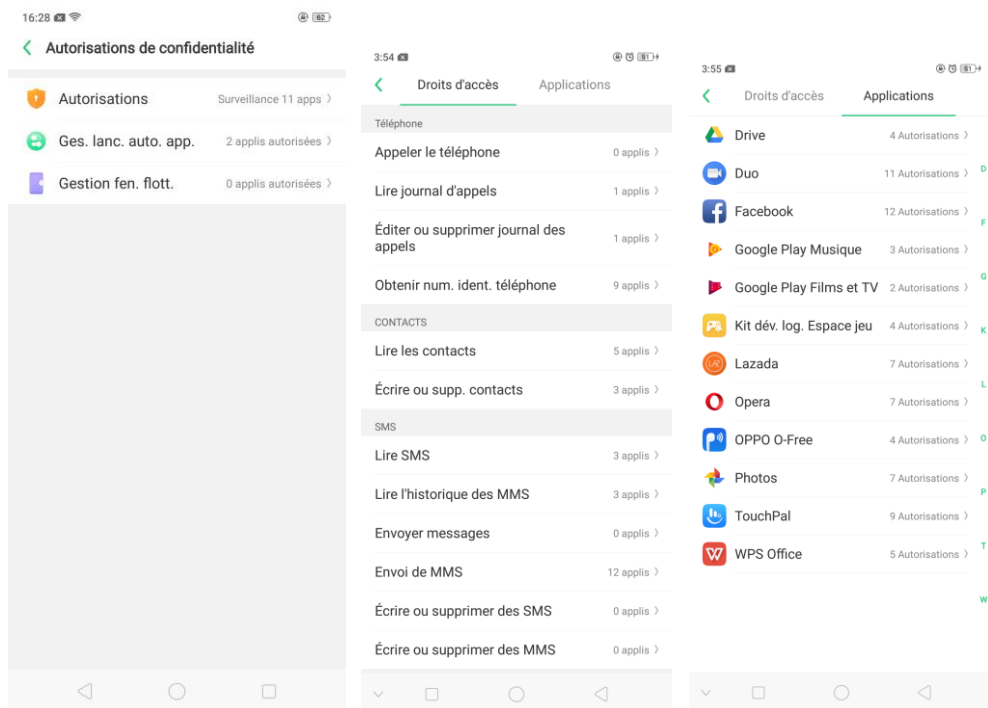 16:28
62
Autorisations de confidentialité
Autorisations
Surveillance 11 apps
Ges. lanc. auto. app.
2 applis autorisées
Gestion fen. flott.
0 applis autorisées
3:54
51
Droits d'accès
Applications
Téléphone
Appeler le téléphone
0 applis
Lire journal d'appels
1 applis
Éditer ou supprimer journal des
appels
1 applis
Obtenir num. ident. téléphone
9 applis
CONTACTS
Lire les contacts
5 applis
Écrire ou supp. contacts
3 applis
SMS
Lire SMS
3 applis
Lire l'historique des MMS
3 applis
Envoyer messages
0 applis
Envoi de MMS
12 applis
Écrire ou supprimer des SMS
0 applis
Écrire ou supprimer des MMS
0 applis
3:55
51
Droits d'accès
Applications
Drive
4 Autorisations
Duo
11 Autorisations
D
Facebook
12 Autorisations
F
Google Play Musique
3 Autorisations
G
Google Play Films et TV
2 Autorisations
Kit dév. log. Espace jeu
4 Autorisations
K
Lazada
7 Autorisations
L
Opera
7 Autorisations
OPPO O-Free
4 Autorisations
O
Photos
7 Autorisations
P
TouchPal
9 Autorisations
T
WPS Office
5 Autorisations
W